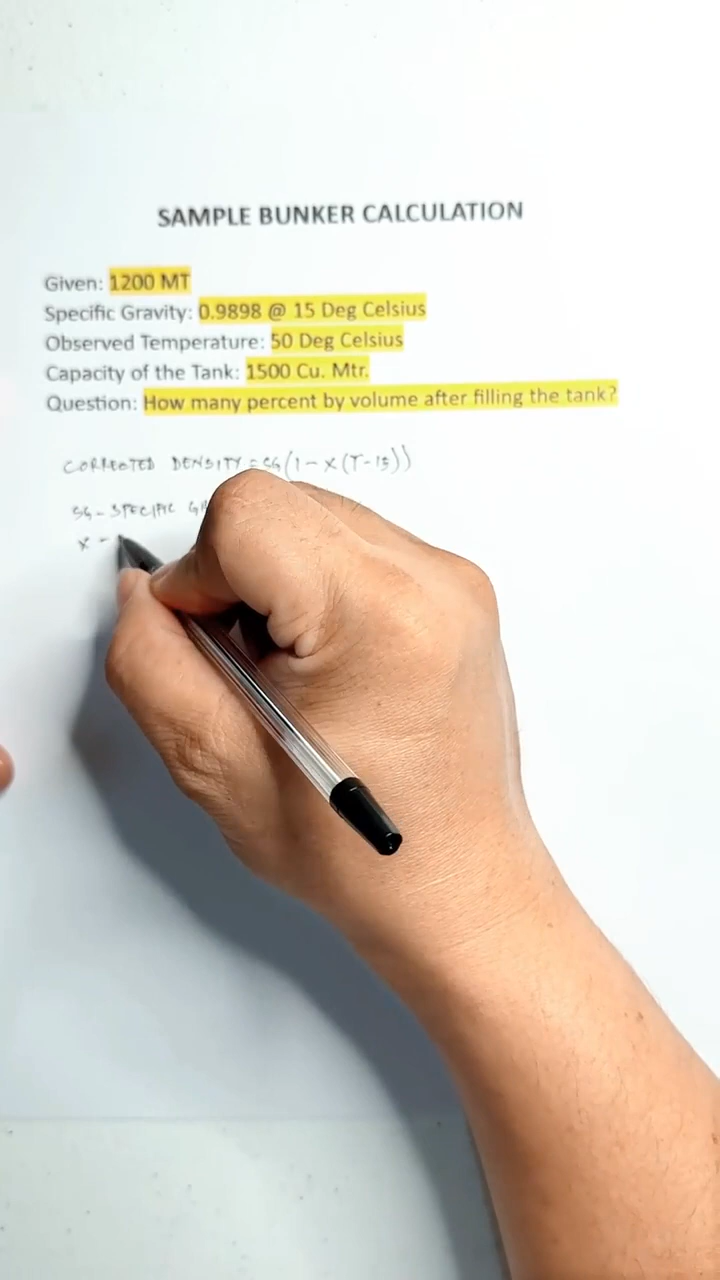 SAMPLE BUNKER CALCULATION
Given: 1200 MT
Specific Gravity: 0.9898 @ 15 Deg Celsius
Observed Temperature: 50 Deg Celsius
Capacity of the Tank: 1500 Cu. Mtr.
Question: How many percent by volume after filling the tank?
CORRECTED DENSITY = SG (1 - X (T - 15))
SG - SPECIFIC
X -